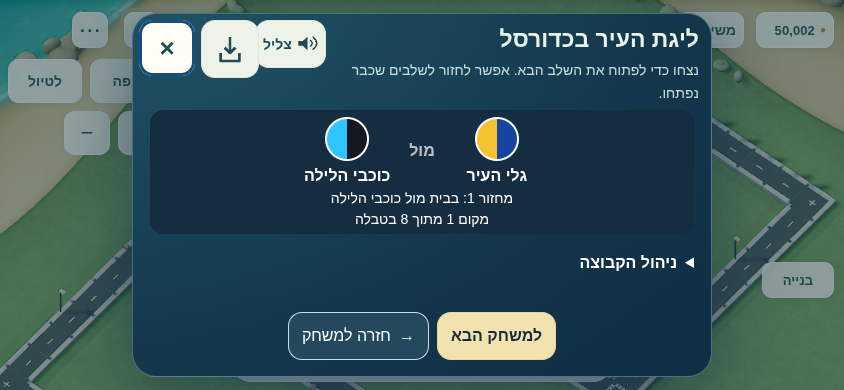 50,002
משי
...
לטיול
פה
–
בנייה
ליגת העיר בכדורסל
צליל
×
נצחו כדי לפתוח את השלב הבא. אפשר לחזור לשלבים שכבר
נפתחו.
מול
גלי העיר
כוכבי הלילה
מחזור 1: בבית מול כוכבי הלילה
מקום 1 מתוך 8 בטבלה
ניהול הקבוצה
למשחק הבא
→ חזרה למשחק